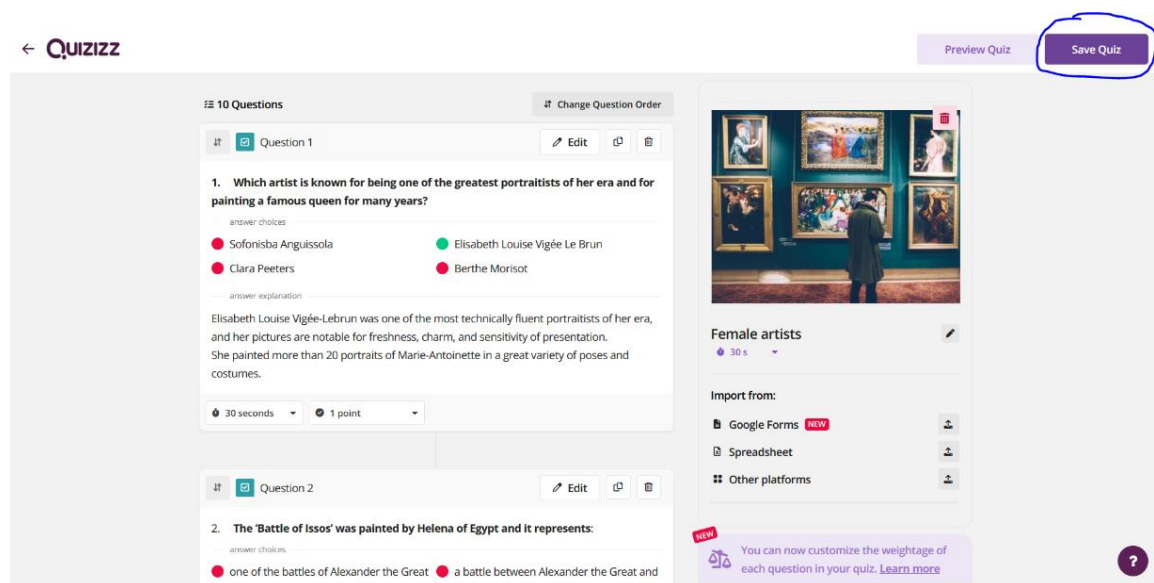 ← Quizizz
Preview Quiz
Save Quiz
10 Questions
Change Question Order
Question 1
Edit
1. Which artist is known for being one of the greatest portraitists of her era and for
painting a famous queen for many years?
answer choices
Sofonisba Anguissola
Elisabeth Louise Vigée Le Brun
Clara Peeters
Berthe Morisot
answer explanation
Elisabeth Louise Vigée-Lebrun was one of the most technically fluent portraitists of her era,
and her pictures are notable for freshness, charm, and sensitivity of presentation.
She painted more than 20 portraits of Marie-Antoinette in a great variety of poses and
costumes.
30 seconds
1 point
Question 2
Edit
2. The ‘Battle of Issos’ was painted by Helena of Egypt and it represents:
answer choices
one of the battles of Alexander the Great
a battle between Alexander the Great and
Female artists
30 s
Import from:
Google Forms NEW
Spreadsheet
Other platforms
NEW
You can now customize the weightage of
each question in your quiz. Learn more
?